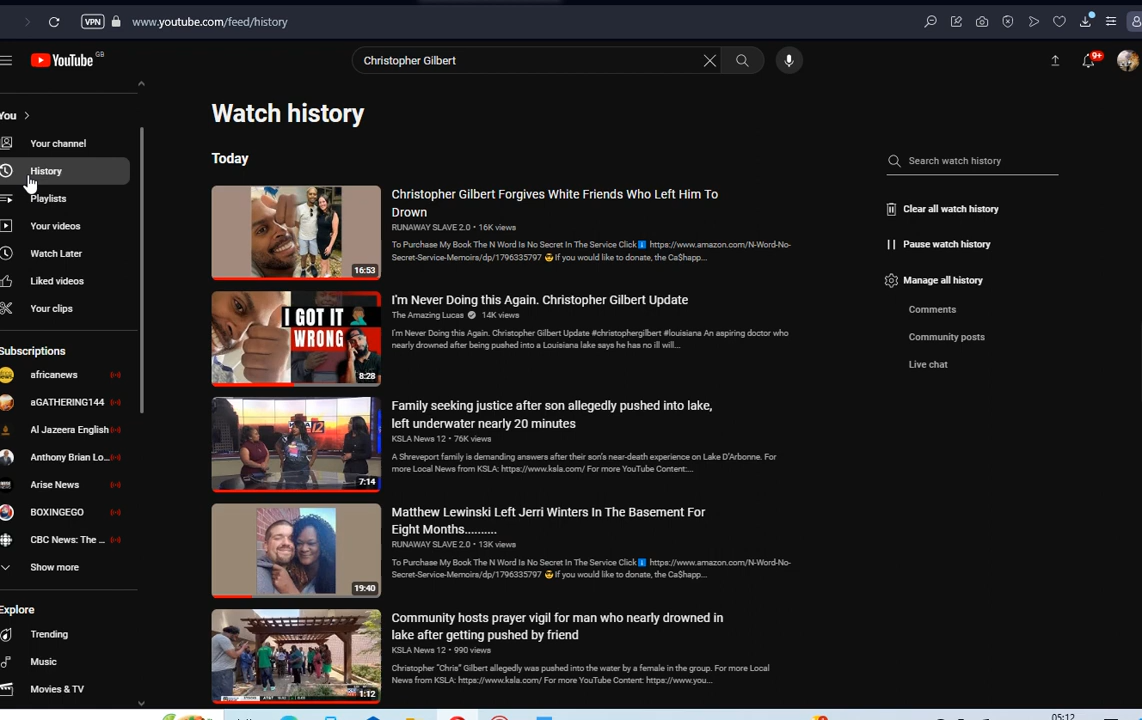 VPN www.youtube.com/feed/history
YouTube GB
Christopher Gilbert
9+
You
Your channel
History
Playlists
Your videos
Watch Later
Liked videos
Your clips
Subscriptions
africanews
aGATHERING144
Al Jazeera English
Anthony Brian Lo...
Arise News
BOXINGEGO
CBC News: The ...
Show more
Explore
Trending
Music
Movies & TV
Watch history
Today
16:53
Christopher Gilbert Forgives White Friends Who Left Him To
Drown
RUNAWAY SLAVE 2.0 • 16K views
To Purchase My Book The N Word Is No Secret In The Service Click⬇️ https://www.amazon.com/N-Word-No-
Secret-Service-Memoirs/dp/1796335797 😎If you would like to donate, the Ca$happ...
I GOT IT
WRONG
8:28
I'm Never Doing this Again. Christopher Gilbert Update
The Amazing Lucas 14K views
I'm Never Doing this Again. Christopher Gilbert Update #christophergilbert #louisiana An aspiring doctor who
nearly drowned after being pushed into a Louisiana lake says he has no ill will...
12
7:14
Family seeking justice after son allegedly pushed into lake,
left underwater nearly 20 minutes
KSLA News 12 • 76K views
A Shreveport family is demanding answers after their son's near-death experience on Lake D'Arbonne. For
more Local News from KSLA: https://www.ksla.com/ For more YouTube Content:...
19:40
Matthew Lewinski Left Jerri Winters In The Basement For
Eight Months..........
RUNAWAY SLAVE 2.0 • 13K views
To Purchase My Book The N Word Is No Secret In The Service Click⬇️ https://www.amazon.com/N-Word-No-
Secret-Service-Memoirs/dp/1796335797 😎If you would like to donate, the Ca$happ...
1:12
Community hosts prayer vigil for man who nearly drowned in
lake after getting pushed by friend
KSLA News 12 • 990 views
Christopher "Chris" Gilbert allegedly was pushed into the water by a female in the group. For more Local
News from KSLA: https://www.ksla.com/ For more YouTube Content: https://www.you...
Search watch history
Clear all watch history
Pause watch history
Manage all history
Comments
Community posts
Live chat
05:12